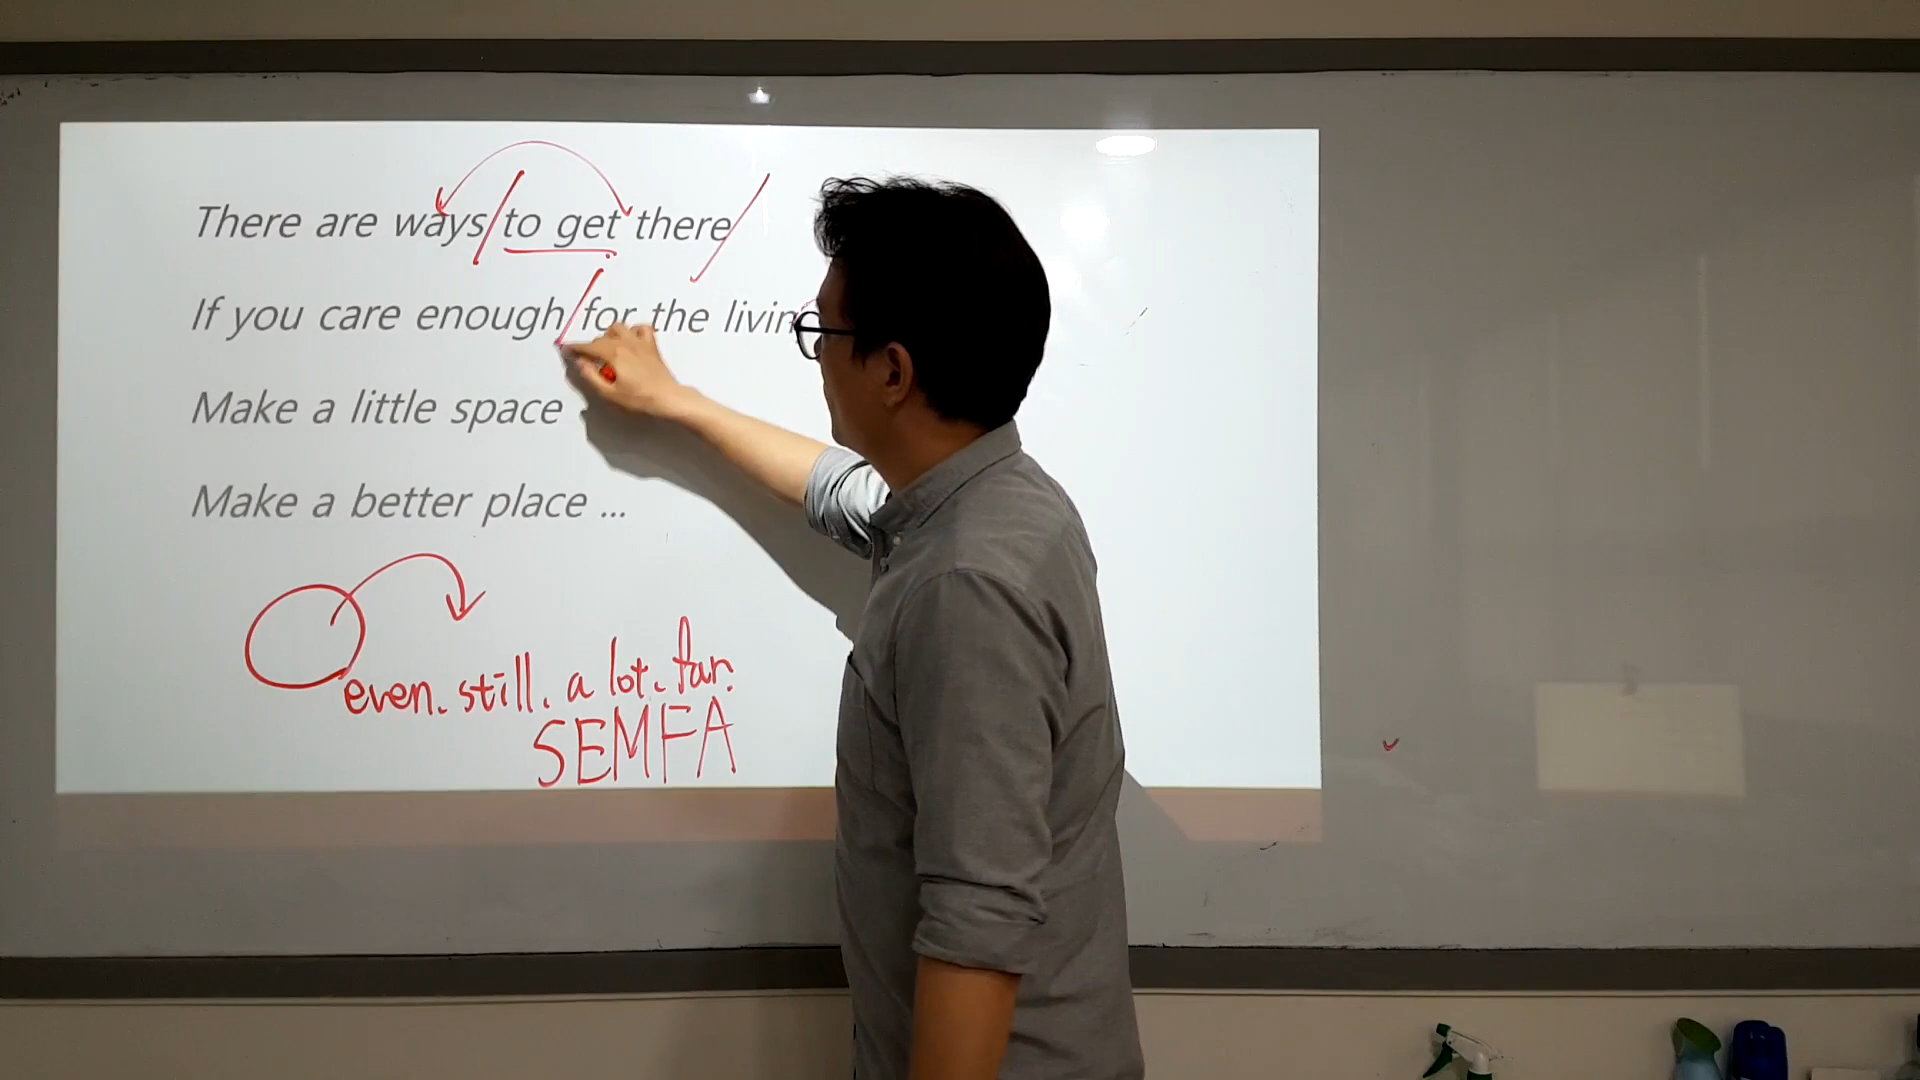 There are ways to get there
If you care enough for the livin
Make a little space
Make a better place ...
even. still. a lot. far.
SEMFA